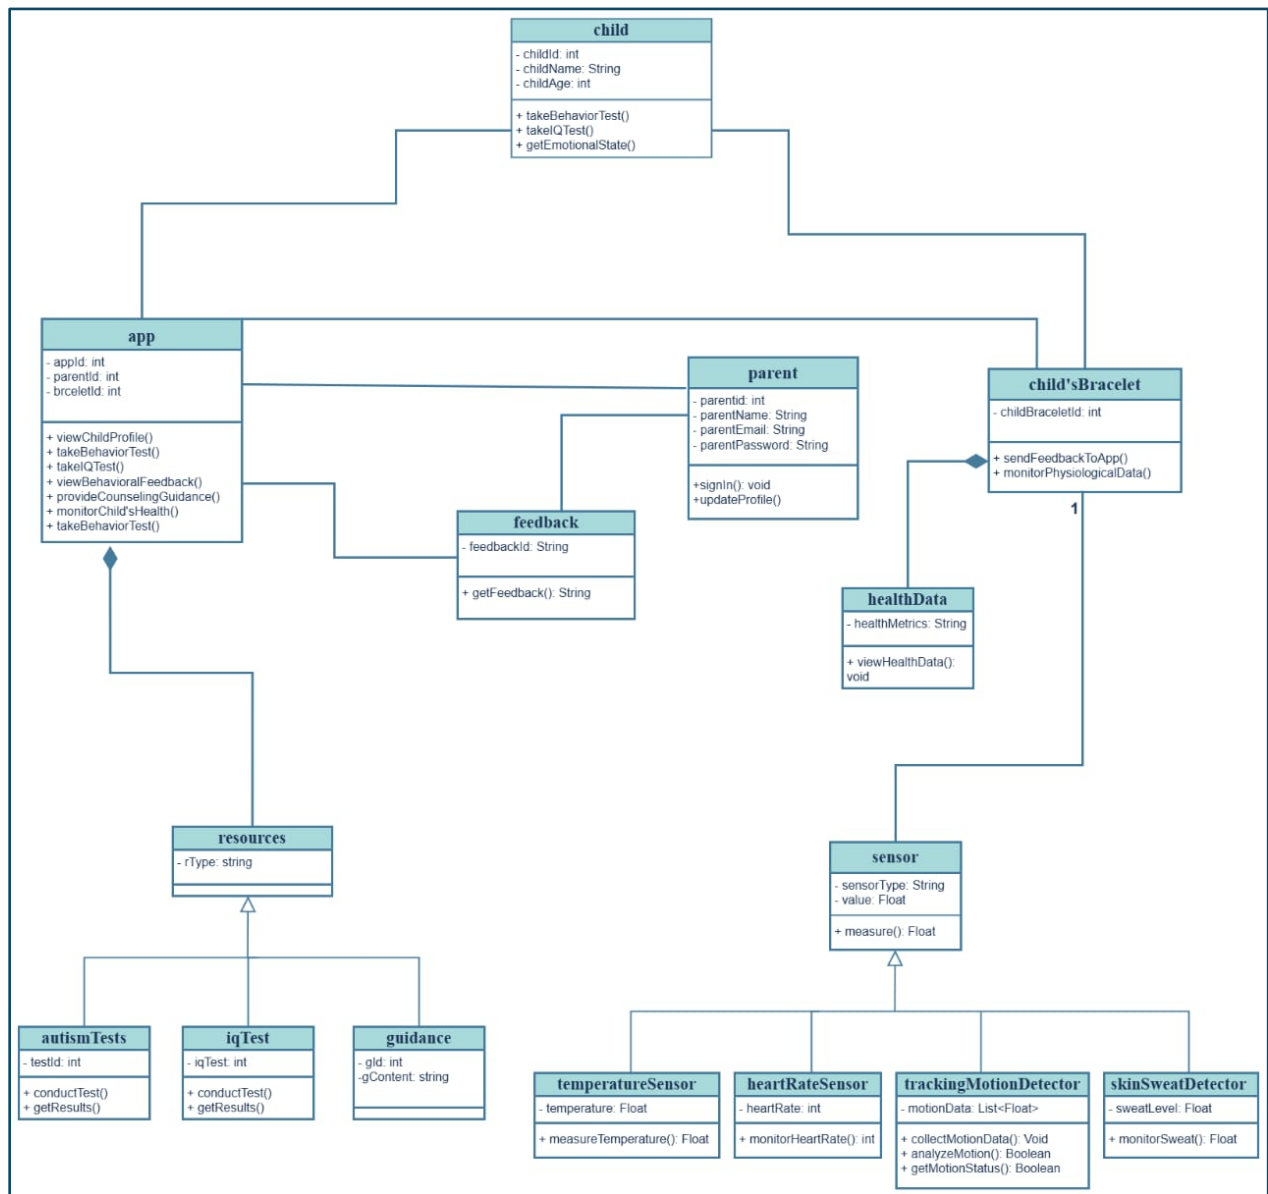 child
- childId: int
- childName: String
- childAge: int
+ takeBehaviorTest()
+ takeIQTest()
+ getEmotionalState()
app
- appId: int
- parentId: int
- brceletId: int
+ viewChildProfile()
+ takeBehaviorTest()
+ takeIQTest()
+ viewBehavioralFeedback()
+ provideCounselingGuidance()
+ monitorChild'sHealth()
+ takeBehaviorTest()
parent
- parentid: int
- parentName: String
- parentEmail: String
- parentPassword: String
+signIn(): void
+updateProfile()
child'sBracelet
- childBraceletId: int
+ sendFeedbackToApp()
+ monitorPhysiologicalData()
1
feedback
- feedbackId: String
+ getFeedback(): String
healthData
- healthMetrics: String
+ viewHealthData():
void
resources
- rType: string
sensor
- sensorType: String
- value: Float
+ measure(): Float
autismTests
- testId: int
+ conductTest()
+ getResults()
iqTest
- iqTest: int
+ conductTest()
+ getResults()
guidance
- gId: int
-gContent: string
temperatureSensor
- temperature: Float
+ measureTemperature(): Float
heartRateSensor
- heartRate: int
+ monitorHeartRate(): int
trackingMotionDetector
- motionData: List<Float>
+ collectMotionData(): Void
+ analyzeMotion(): Boolean
+ getMotionStatus(): Boolean
skinSweatDetector
- sweatLevel: Float
+ monitorSweat(): Float